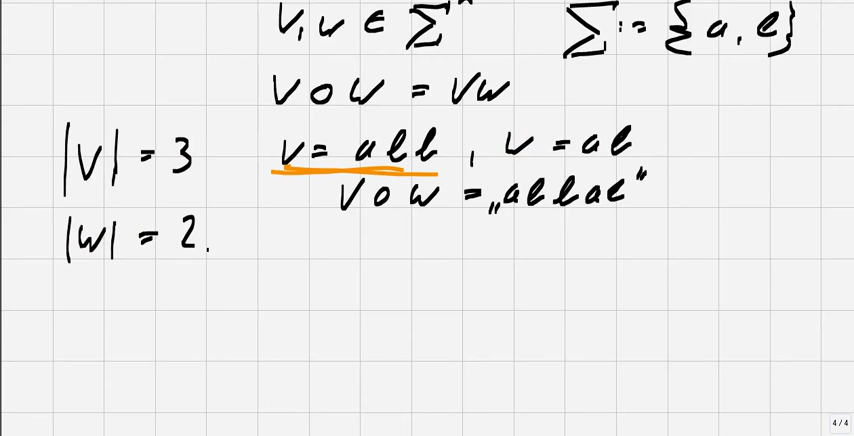 V, w ∈ Σ* Σ := {a, b}
V o w = Vw
|V| = 3
v = abb, w = ab
V o w = „abbab“
|w| = 2.
4 / 4